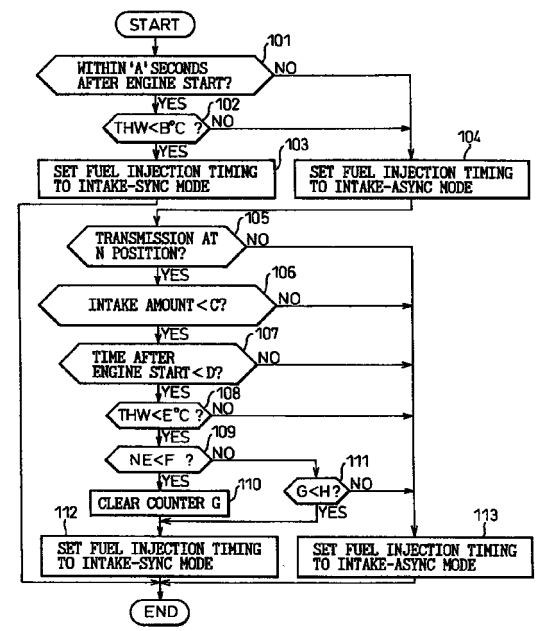 START
101
WITHIN 'A' SECONDS
AFTER ENGINE START?
NO
YES
102
THW<B°C ?
NO
YES
103
SET FUEL INJECTION TIMING
TO INTAKE-SYNC MODE
104
SET FUEL INJECTION TIMING
TO INTAKE-ASYNC MODE
105
TRANSMISSION AT
N POSITION?
NO
YES
106
INTAKE AMOUNT<C?
NO
YES
107
TIME AFTER
ENGINE START<D?
NO
YES
108
THW<E°C ?
NO
YES
109
NE<F ?
NO
YES
110
CLEAR COUNTER G
111
G<H?
NO
YES
112
SET FUEL INJECTION TIMING
TO INTAKE-SYNC MODE
113
SET FUEL INJECTION TIMING
TO INTAKE-ASYNC MODE
END